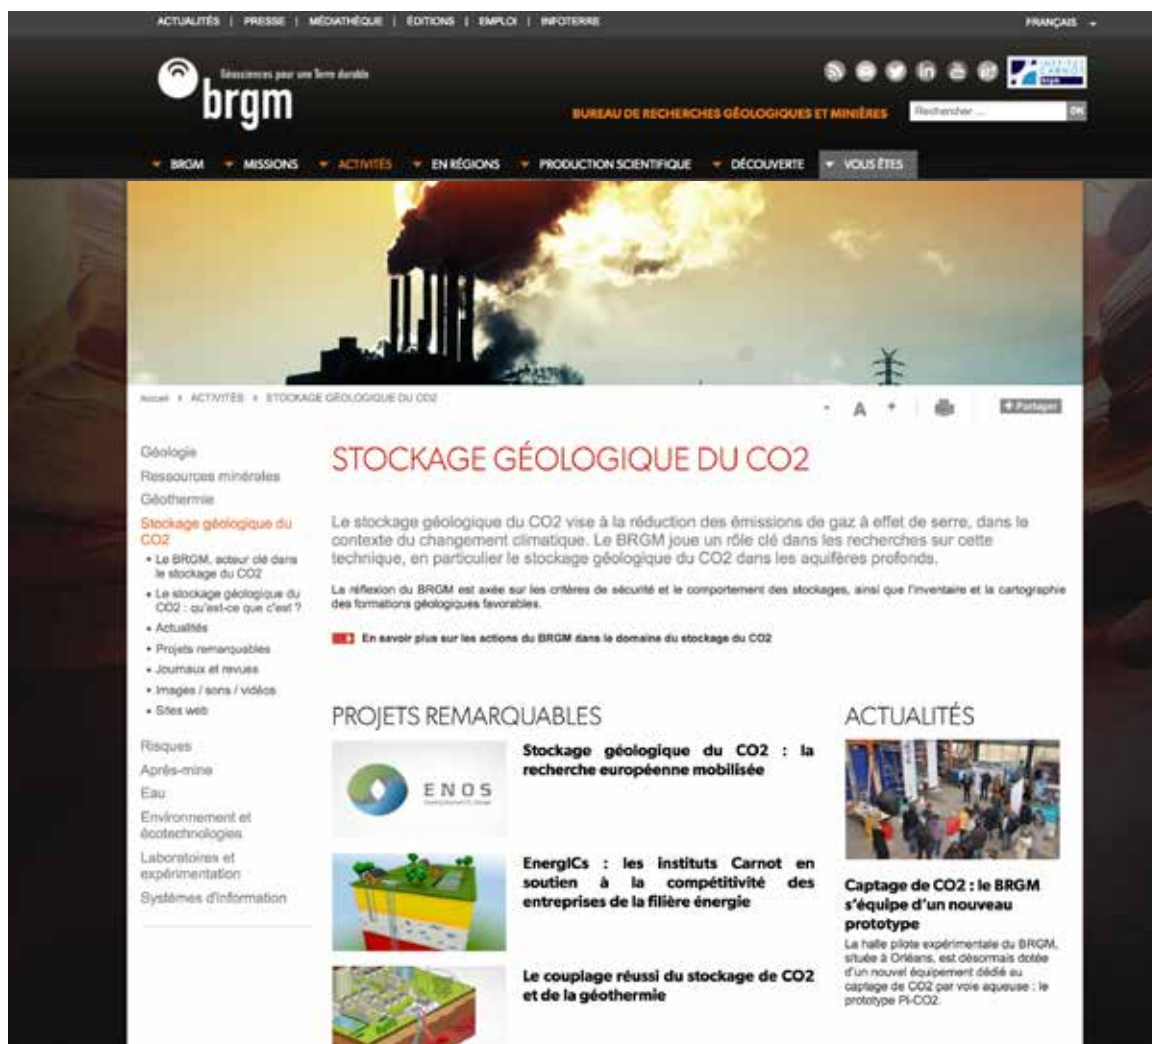 ACTUALITÉS | PRESSE | MÉDIATHÈQUE | ÉDITIONS | EMPLOI | INFOTERRE
FRANÇAIS
Géosciences pour une Terre durable
brgm
INSTITUT
CARNOT
brgm
BUREAU DE RECHERCHES GÉOLOGIQUES ET MINIÈRES
Rechercher ...
OK
BRGM MISSIONS ACTIVITÉS EN RÉGIONS PRODUCTION SCIENTIFIQUE DÉCOUVERTE VOUS ÊTES
Accueil > ACTIVITÉS > STOCKAGE GÉOLOGIQUE DU CO2
- A +
+ Partager
Géologie
Ressources minérales
Géothermie
Stockage géologique du
CO2
• Le BRGM, acteur clé dans
le stockage du CO2
• Le stockage géologique du
CO2 : qu'est-ce que c'est ?
• Actualités
• Projets remarquables
• Journaux et revues
• Images / sons / vidéos
• Sites web
Risques
Après-mine
Eau
Environnement et
écotechnologies
Laboratoires et
expérimentation
Systèmes d'information
STOCKAGE GÉOLOGIQUE DU CO2
Le stockage géologique du CO2 vise à la réduction des émissions de gaz à effet de serre, dans le
contexte du changement climatique. Le BRGM joue un rôle clé dans les recherches sur cette
technique, en particulier le stockage géologique du CO2 dans les aquifères profonds.
La réflexion du BRGM est axée sur les critères de sécurité et le comportement des stockages, ainsi que l'inventaire et la cartographie
des formations géologiques favorables.
En savoir plus sur les actions du BRGM dans le domaine du stockage du CO2
PROJETS REMARQUABLES
ENOS
Stockage géologique du CO2 : la
recherche européenne mobilisée
EnergICs : les instituts Carnot en
soutien à la compétitivité des
entreprises de la filière énergie
Le couplage réussi du stockage de CO2
et de la géothermie
ACTUALITÉS
Captage de CO2 : le BRGM
s'équipe d'un nouveau
prototype
La halle pilote expérimentale du BRGM,
située à Orléans, est désormais dotée
d'un nouvel équipement dédié au
captage de CO2 par voie aqueuse : le
prototype PI-CO2.